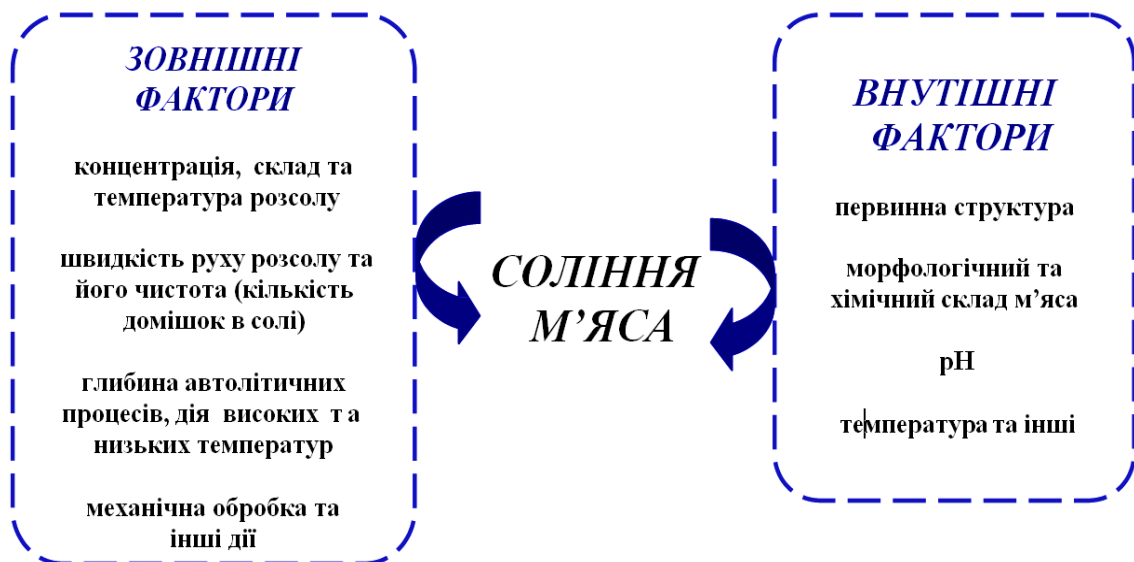 ЗОВНІШНІ
ФАКТОРИ
концентрація, склад та
температура розсолу
швидкість руху розсолу та
його чистота (кількість
домішок в солі)
глибина автолітичних
процесів, дія високих т а
низьких температур
механічна обробка та
інші дії
СОЛІННЯ
М’ЯСА
ВНУТІШНІ
ФАКТОРИ
первинна структура
морфологічний та
хімічний склад м’яса
рН
температура та інші